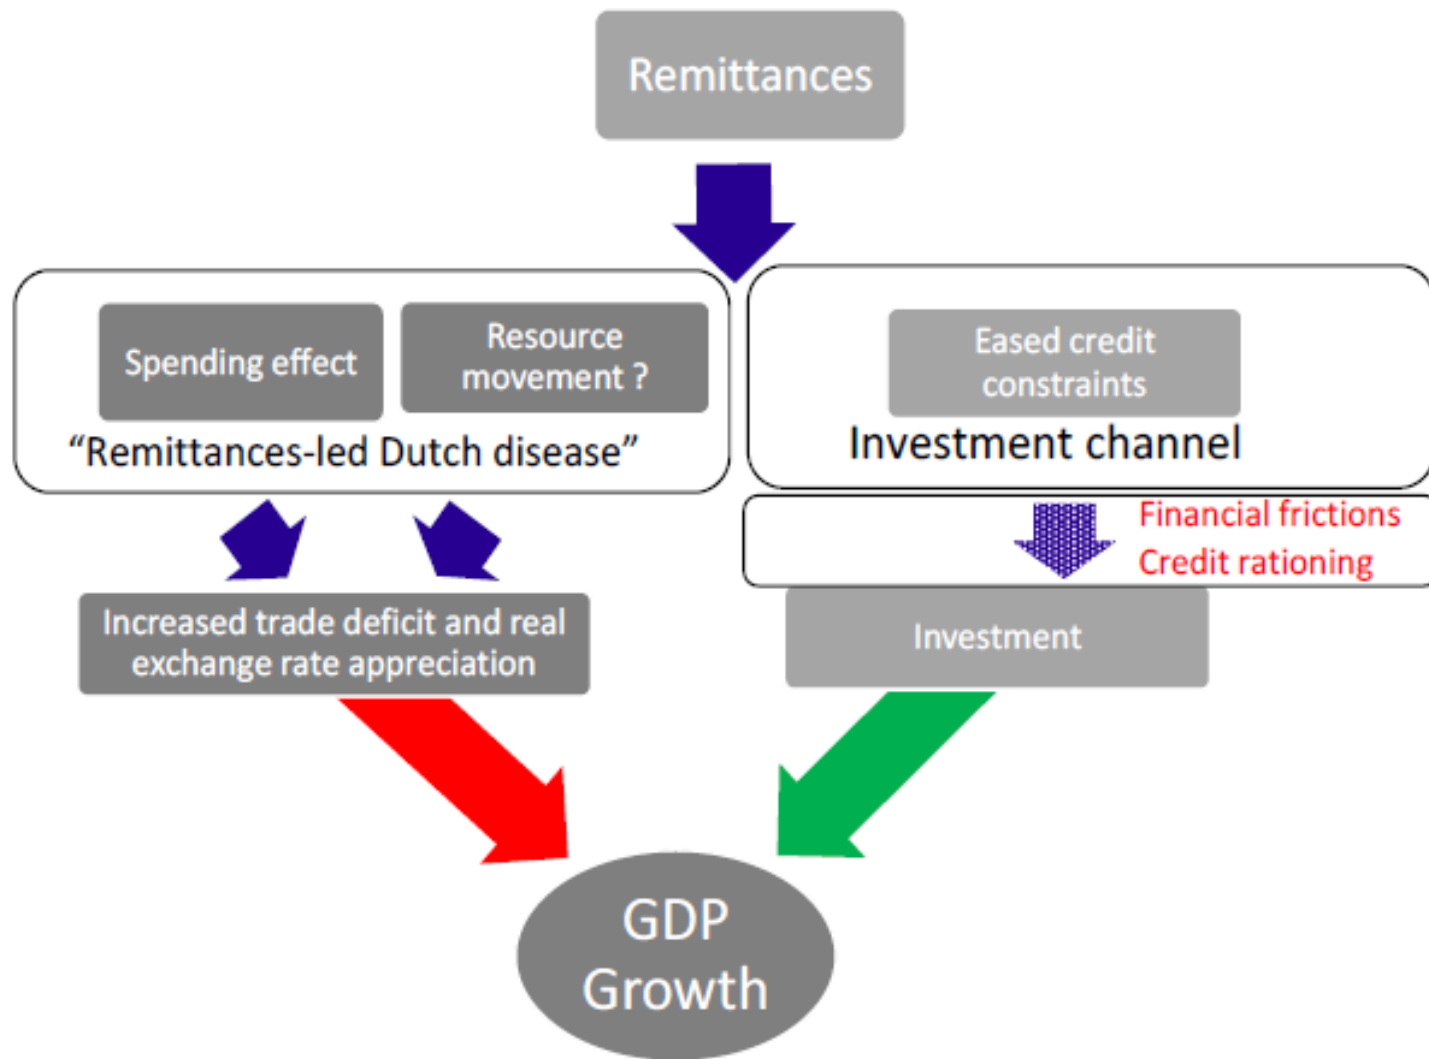 Remittances
Spending effect
Resource
movement ?
“Remittances-led Dutch disease”
Eased credit
constraints
Investment channel
Financial frictions
Credit rationing
Increased trade deficit and real
exchange rate appreciation
Investment
GDP
Growth